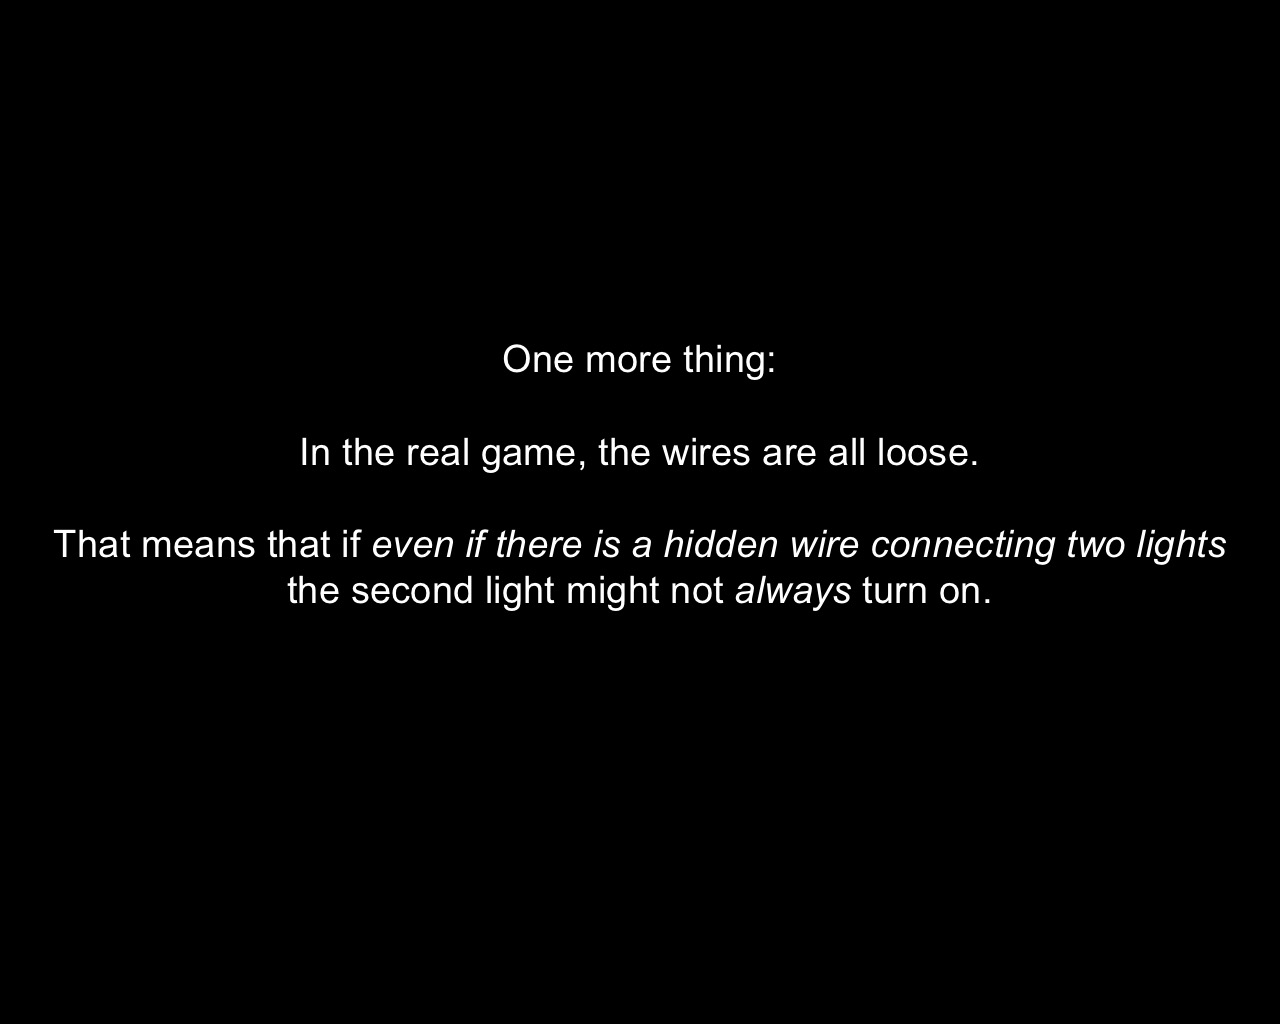 One more thing:
In the real game, the wires are all loose.
That means that if even if there is a hidden wire connecting two lights
the second light might not always turn on.